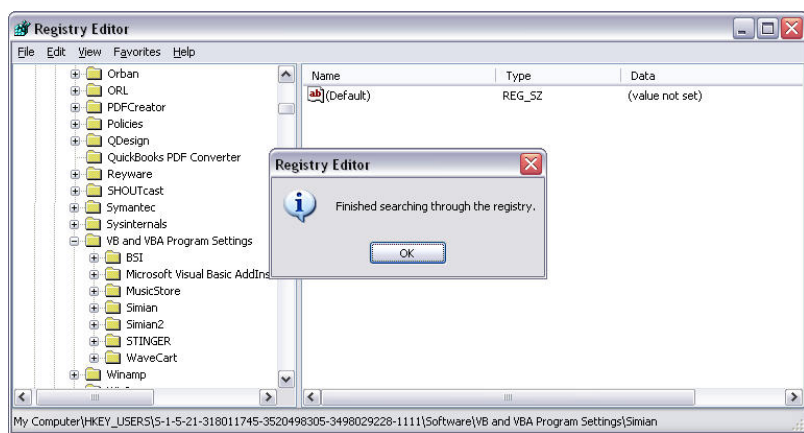 Registry Editor
File Edit View Favorites Help
Orban
ORL
PDFCreator
Policies
QDesign
QuickBooks PDF Converter
Reyware
SHOUTcast
Symantec
Sysinternals
VB and VBA Program Settings
BSI
Microsoft Visual Basic AddIns
MusicStore
Simian
Simian2
STINGER
WaveCart
Winamp
Name Type Data
ab (Default) REG_SZ (value not set)
Registry Editor
Finished searching through the registry.
OK
My Computer\HKEY_USERS\S-1-5-21-318011745-3520498305-3498029228-1111\Software\VB and VBA Program Settings\Simian